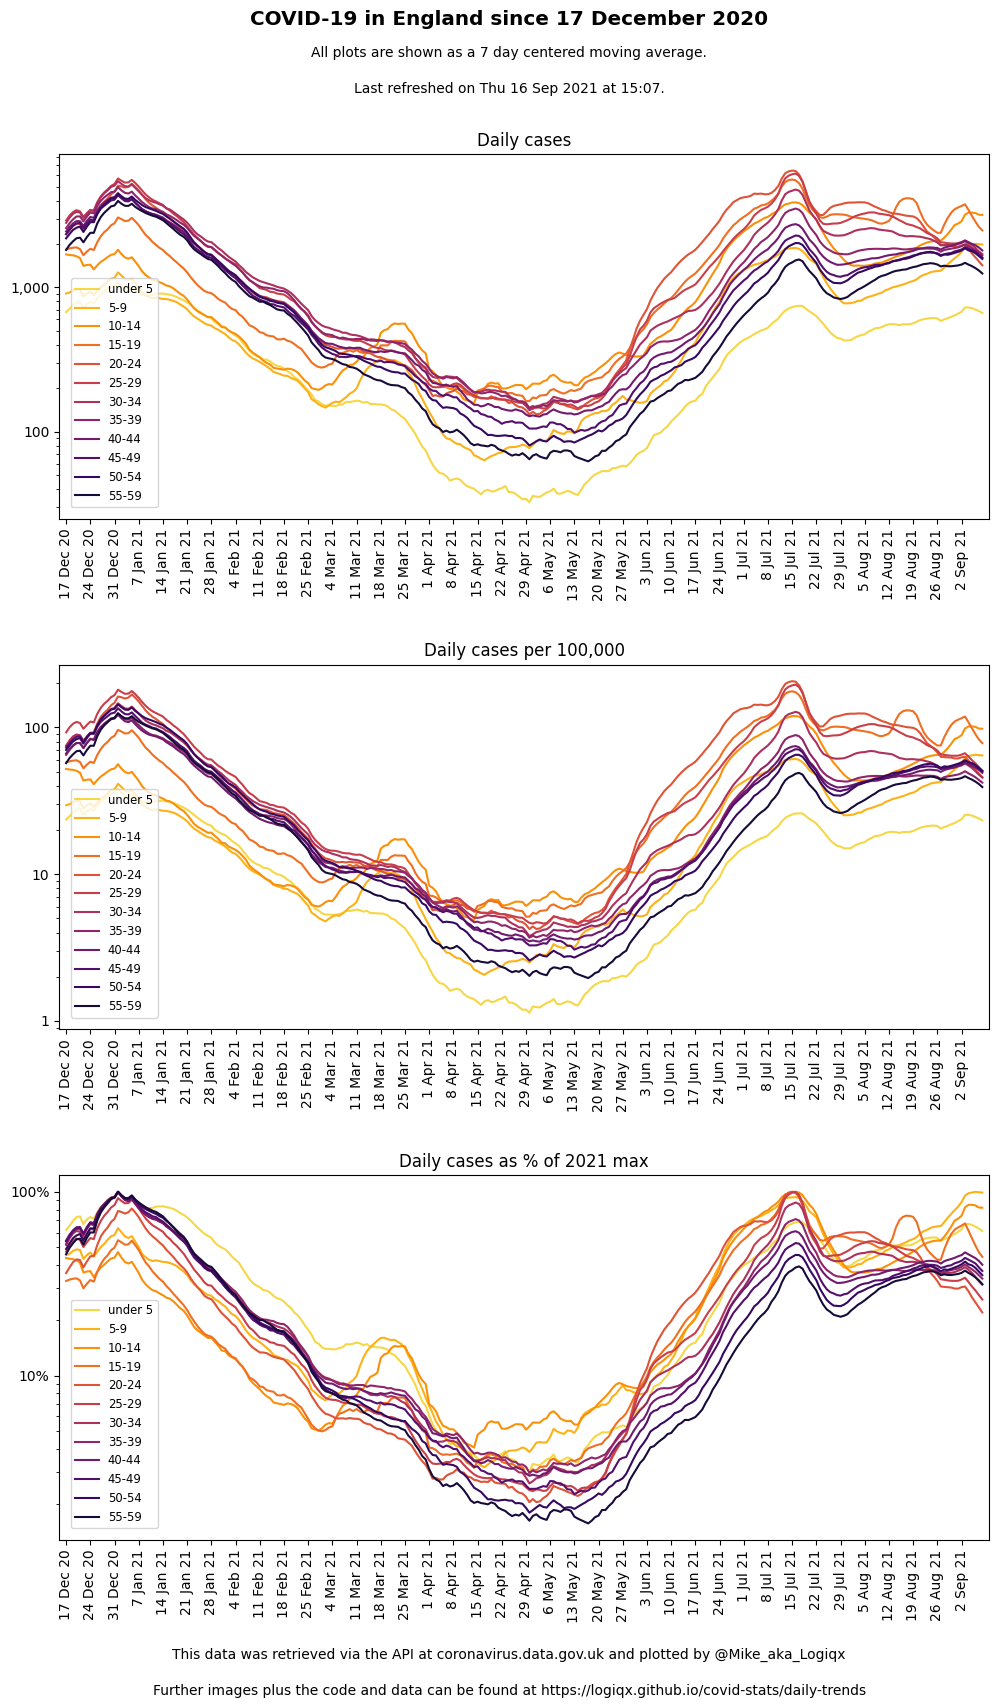 COVID-19 in England since 17 December 2020
All plots are shown as a 7 day centered moving average.
Last refreshed on Thu 16 Sep 2021 at 15:07.
Daily cases
1,000
100
under 5
5-9
10-14
15-19
20-24
25-29
30-34
35-39
40-44
45-49
50-54
55-59
17 Dec 20
24 Dec 20
31 Dec 20
7 Jan 21
14 Jan 21
21 Jan 21
28 Jan 21
4 Feb 21
11 Feb 21
18 Feb 21
25 Feb 21
4 Mar 21
11 Mar 21
18 Mar 21
25 Mar 21
1 Apr 21
8 Apr 21
15 Apr 21
22 Apr 21
29 Apr 21
6 May 21
13 May 21
20 May 21
27 May 21
3 Jun 21
10 Jun 21
17 Jun 21
24 Jun 21
1 Jul 21
8 Jul 21
15 Jul 21
22 Jul 21
29 Jul 21
5 Aug 21
12 Aug 21
19 Aug 21
26 Aug 21
2 Sep 21
Daily cases per 100,000
100
10
1
under 5
5-9
10-14
15-19
20-24
25-29
30-34
35-39
40-44
45-49
50-54
55-59
17 Dec 20
24 Dec 20
31 Dec 20
7 Jan 21
14 Jan 21
21 Jan 21
28 Jan 21
4 Feb 21
11 Feb 21
18 Feb 21
25 Feb 21
4 Mar 21
11 Mar 21
18 Mar 21
25 Mar 21
1 Apr 21
8 Apr 21
15 Apr 21
22 Apr 21
29 Apr 21
6 May 21
13 May 21
20 May 21
27 May 21
3 Jun 21
10 Jun 21
17 Jun 21
24 Jun 21
1 Jul 21
8 Jul 21
15 Jul 21
22 Jul 21
29 Jul 21
5 Aug 21
12 Aug 21
19 Aug 21
26 Aug 21
2 Sep 21
Daily cases as % of 2021 max
100%
10%
under 5
5-9
10-14
15-19
20-24
25-29
30-34
35-39
40-44
45-49
50-54
55-59
17 Dec 20
24 Dec 20
31 Dec 20
7 Jan 21
14 Jan 21
21 Jan 21
28 Jan 21
4 Feb 21
11 Feb 21
18 Feb 21
25 Feb 21
4 Mar 21
11 Mar 21
18 Mar 21
25 Mar 21
1 Apr 21
8 Apr 21
15 Apr 21
22 Apr 21
29 Apr 21
6 May 21
13 May 21
20 May 21
27 May 21
3 Jun 21
10 Jun 21
17 Jun 21
24 Jun 21
1 Jul 21
8 Jul 21
15 Jul 21
22 Jul 21
29 Jul 21
5 Aug 21
12 Aug 21
19 Aug 21
26 Aug 21
2 Sep 21
This data was retrieved via the API at coronavirus.data.gov.uk and plotted by @Mike_aka_Logiqx
Further images plus the code and data can be found at https://logiqx.github.io/covid-stats/daily-trends